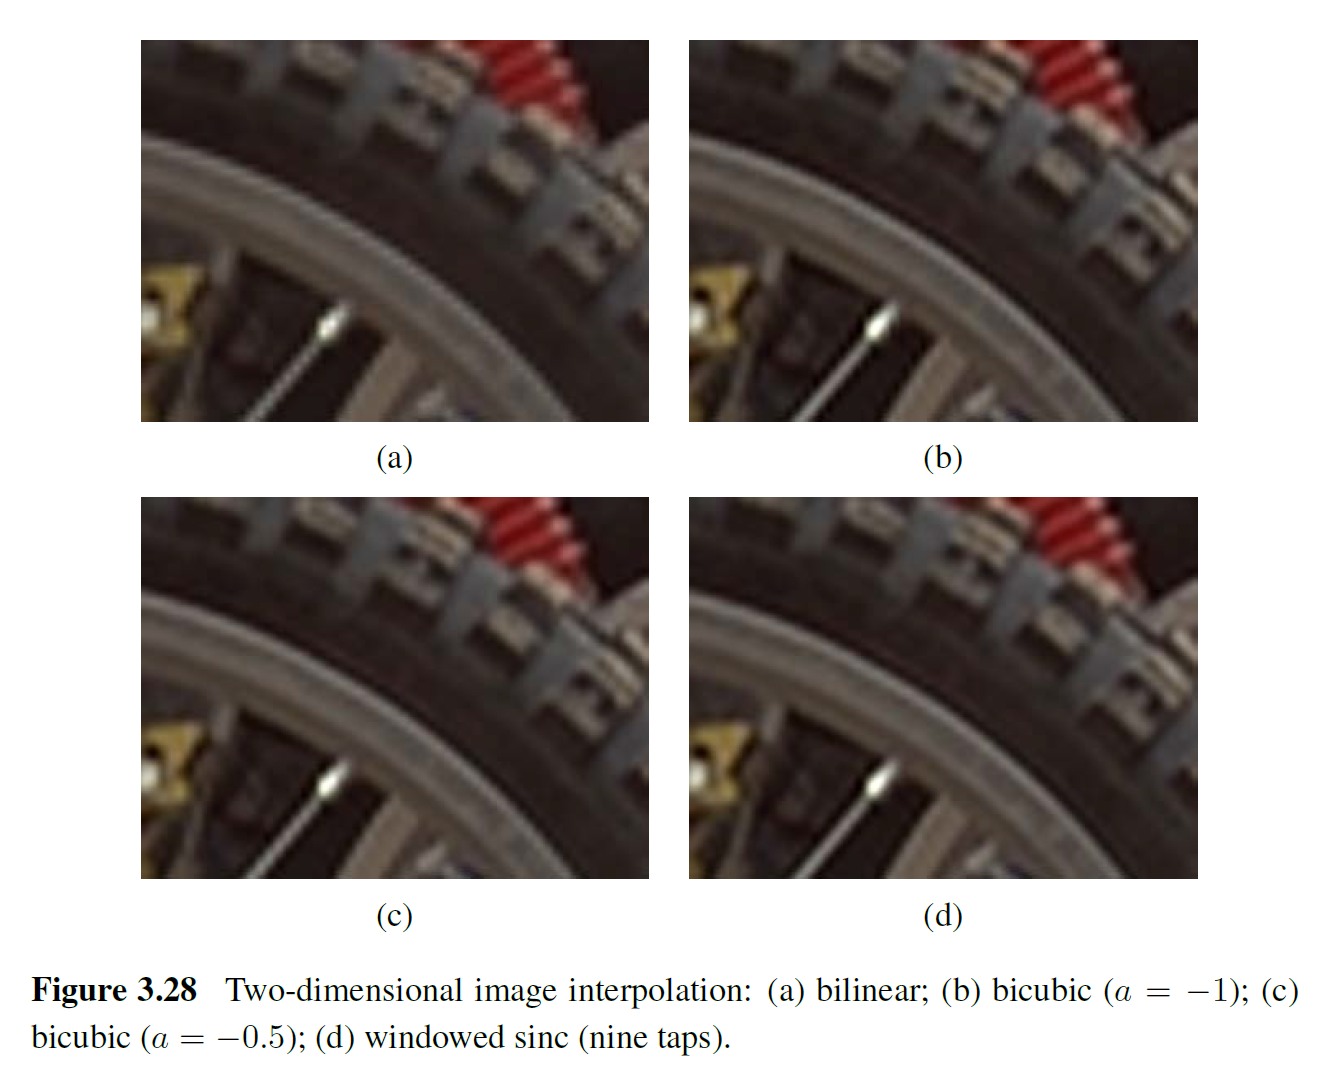 (a)
(b)
(c)
(d)
Figure 3.28 Two-dimensional image interpolation: (a) bilinear; (b) bicubic (a = −1); (c)
bicubic (a = −0.5); (d) windowed sinc (nine taps).